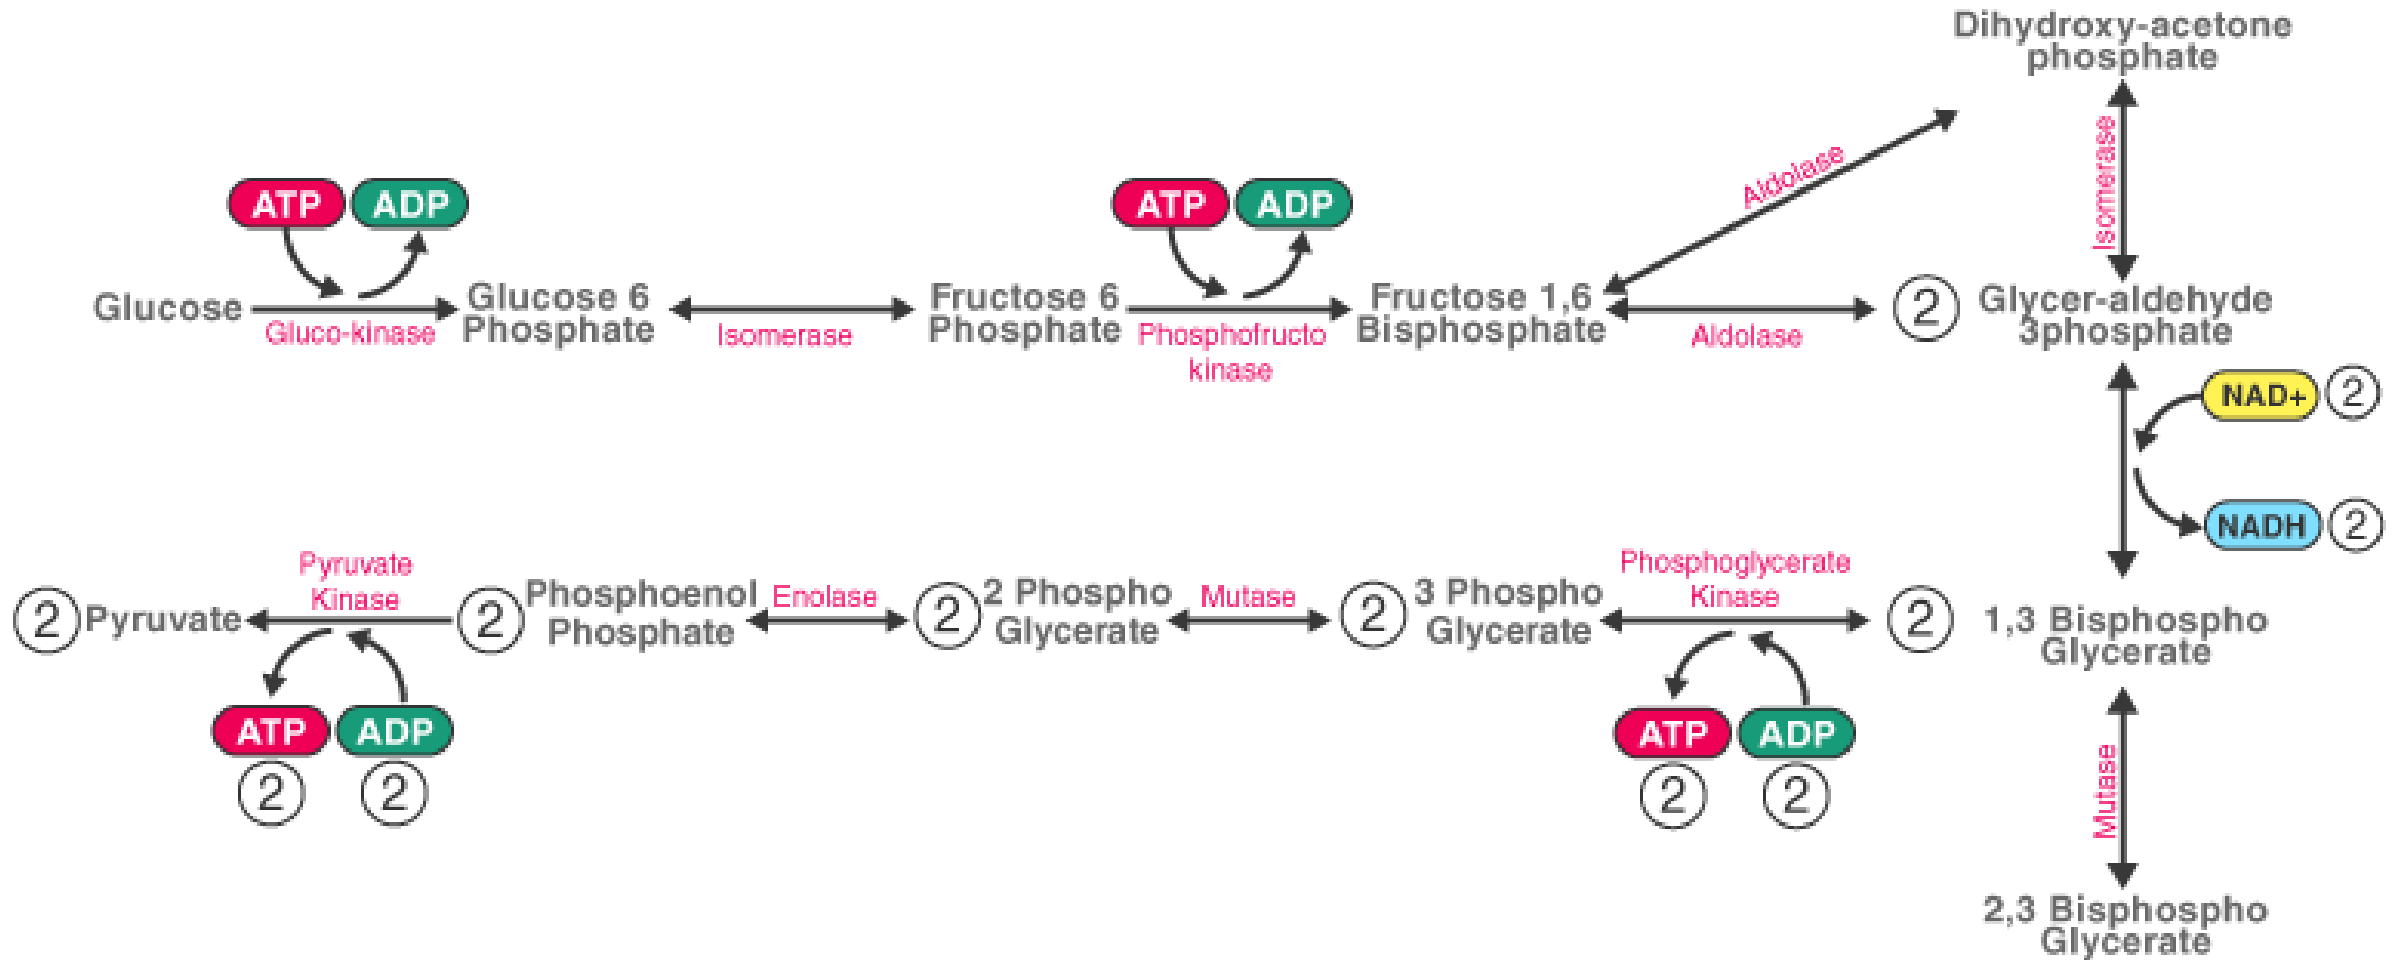 Dihydroxy-acetone
phosphate
Aldolase
Isomerase
ATP ADP
ATP ADP
Glucose
Gluco-kinase
Glucose 6
Phosphate
Isomerase
Fructose 6
Phosphate
Phosphofructo
kinase
Fructose 1,6
Bisphosphate
Aldolase
2
Glycer-aldehyde
3phosphate
NAD+ 2
NADH 2
2
1,3 Bisphospho
Glycerate
Phosphoglycerate
Kinase
ATP ADP
2 2
2
3 Phospho
Glycerate
Mutase
2
2 Phospho
Glycerate
Enolase
2
Phosphoenol
Phosphate
Pyruvate
Kinase
ATP ADP
2 2
2 Pyruvate
Mutase
2,3 Bisphospho
Glycerate